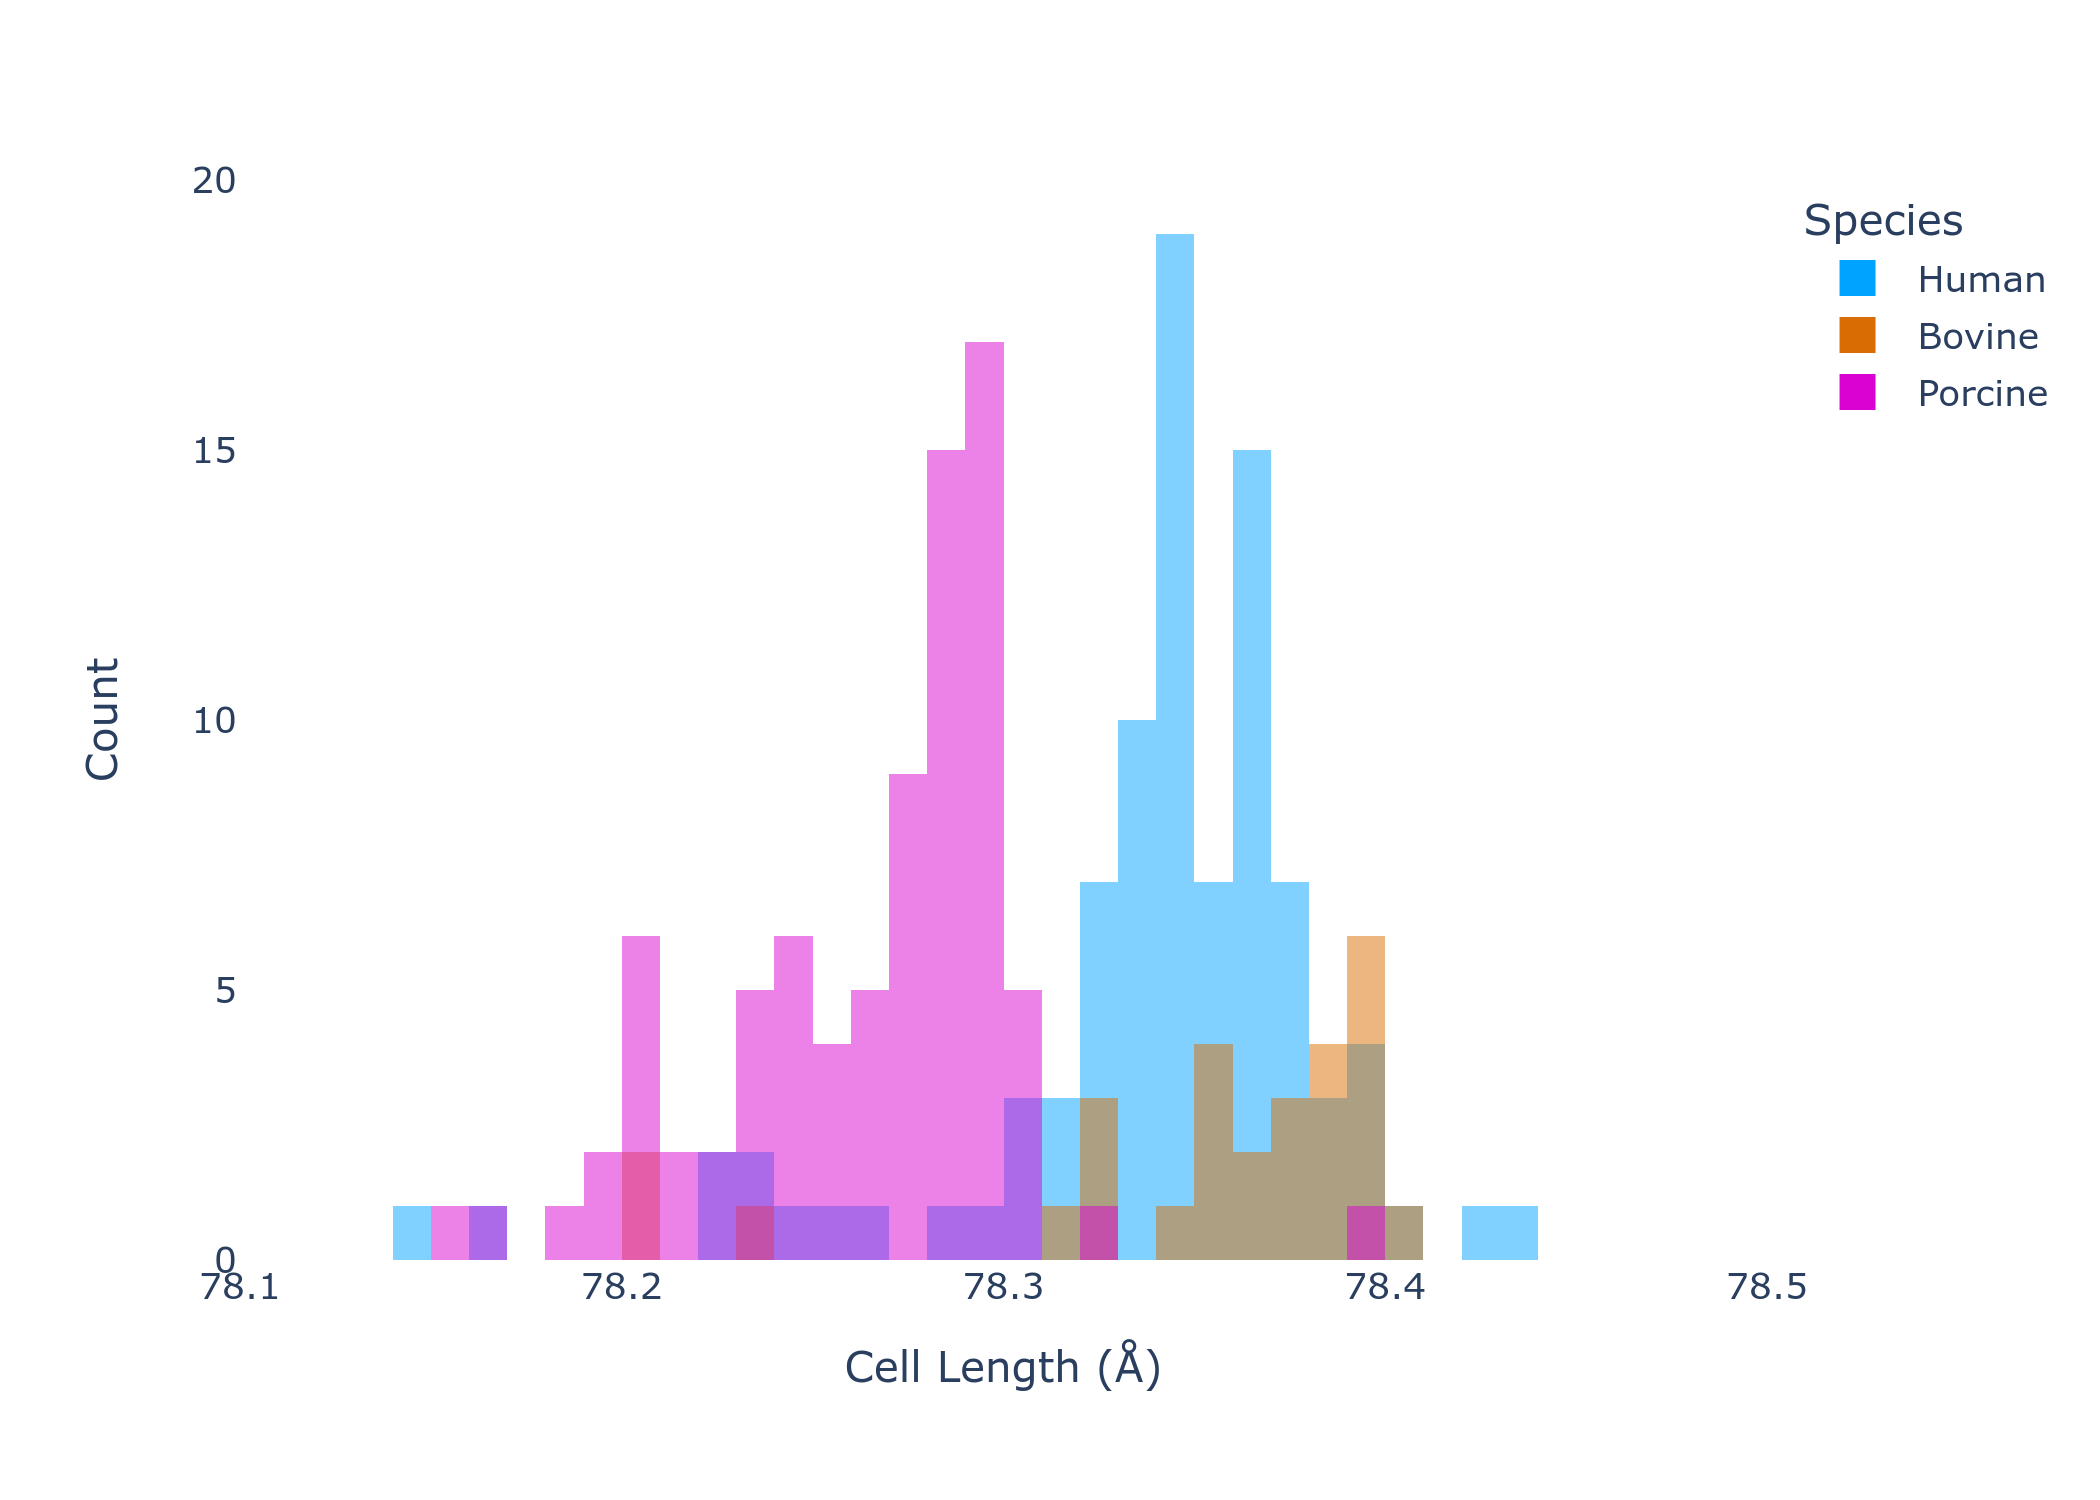 20
15
10
5
0
Count
78.1
78.2
78.3
78.4
78.5
Cell Length (Å)
Species
Human
Bovine
Porcine